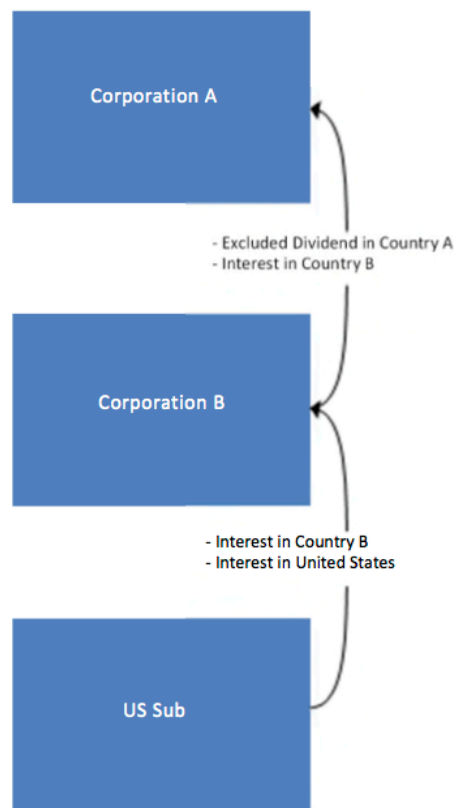 Corporation A
- Excluded Dividend in Country A
- Interest in Country B
Corporation B
- Interest in Country B
- Interest in United States
US Sub